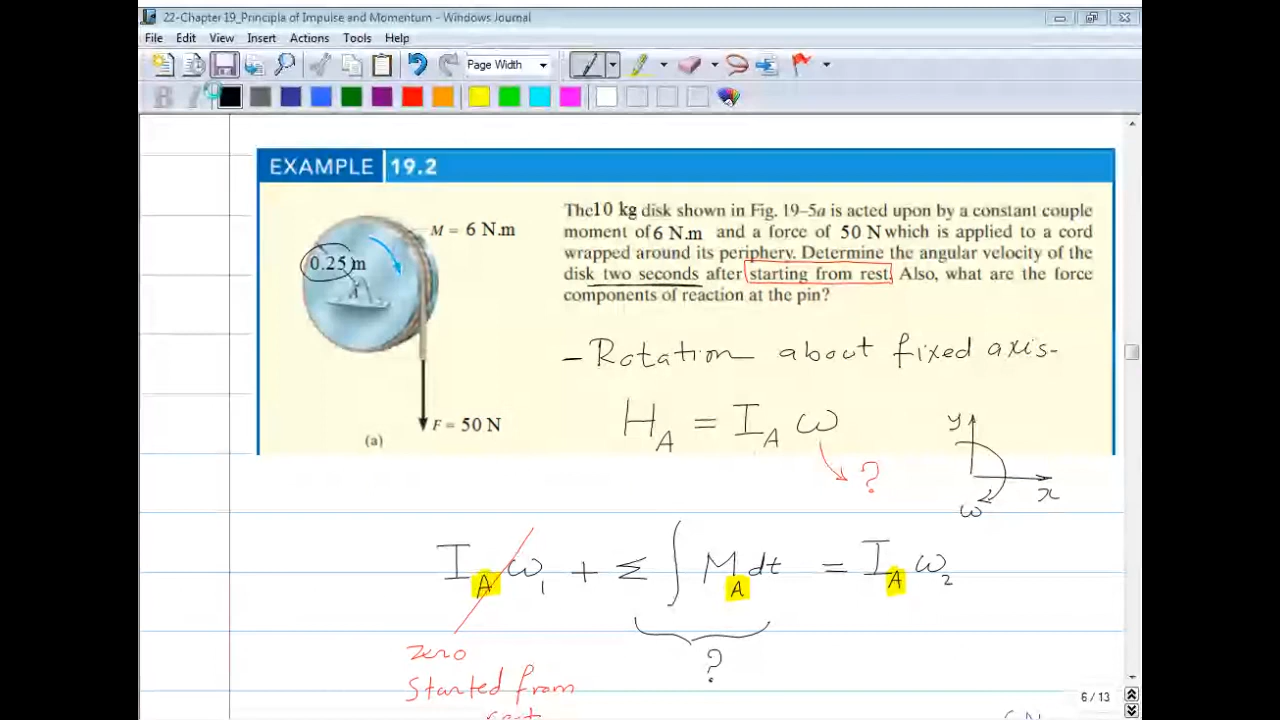 22-Chapter 19_Principla of Impulse and Momentum - Windows Journal
File Edit View Insert Actions Tools Help
Page Width
B I
EXAMPLE 19.2
The10 kg disk shown in Fig. 19–5a is acted upon by a constant couple
moment of 6 N.m and a force of 50 N which is applied to a cord
wrapped around its periphery. Determine the angular velocity of the
disk two seconds after starting from rest. Also, what are the force
components of reaction at the pin?
M = 6 N.m
0.25 m
A
F = 50 N
(a)
- Rotation about fixed axis-
H_A = I_A ω
?
y
x
ω
I_A ω_1 + Σ ∫ M_A dt = I_A ω_2
?
zero
Started from
6 / 13